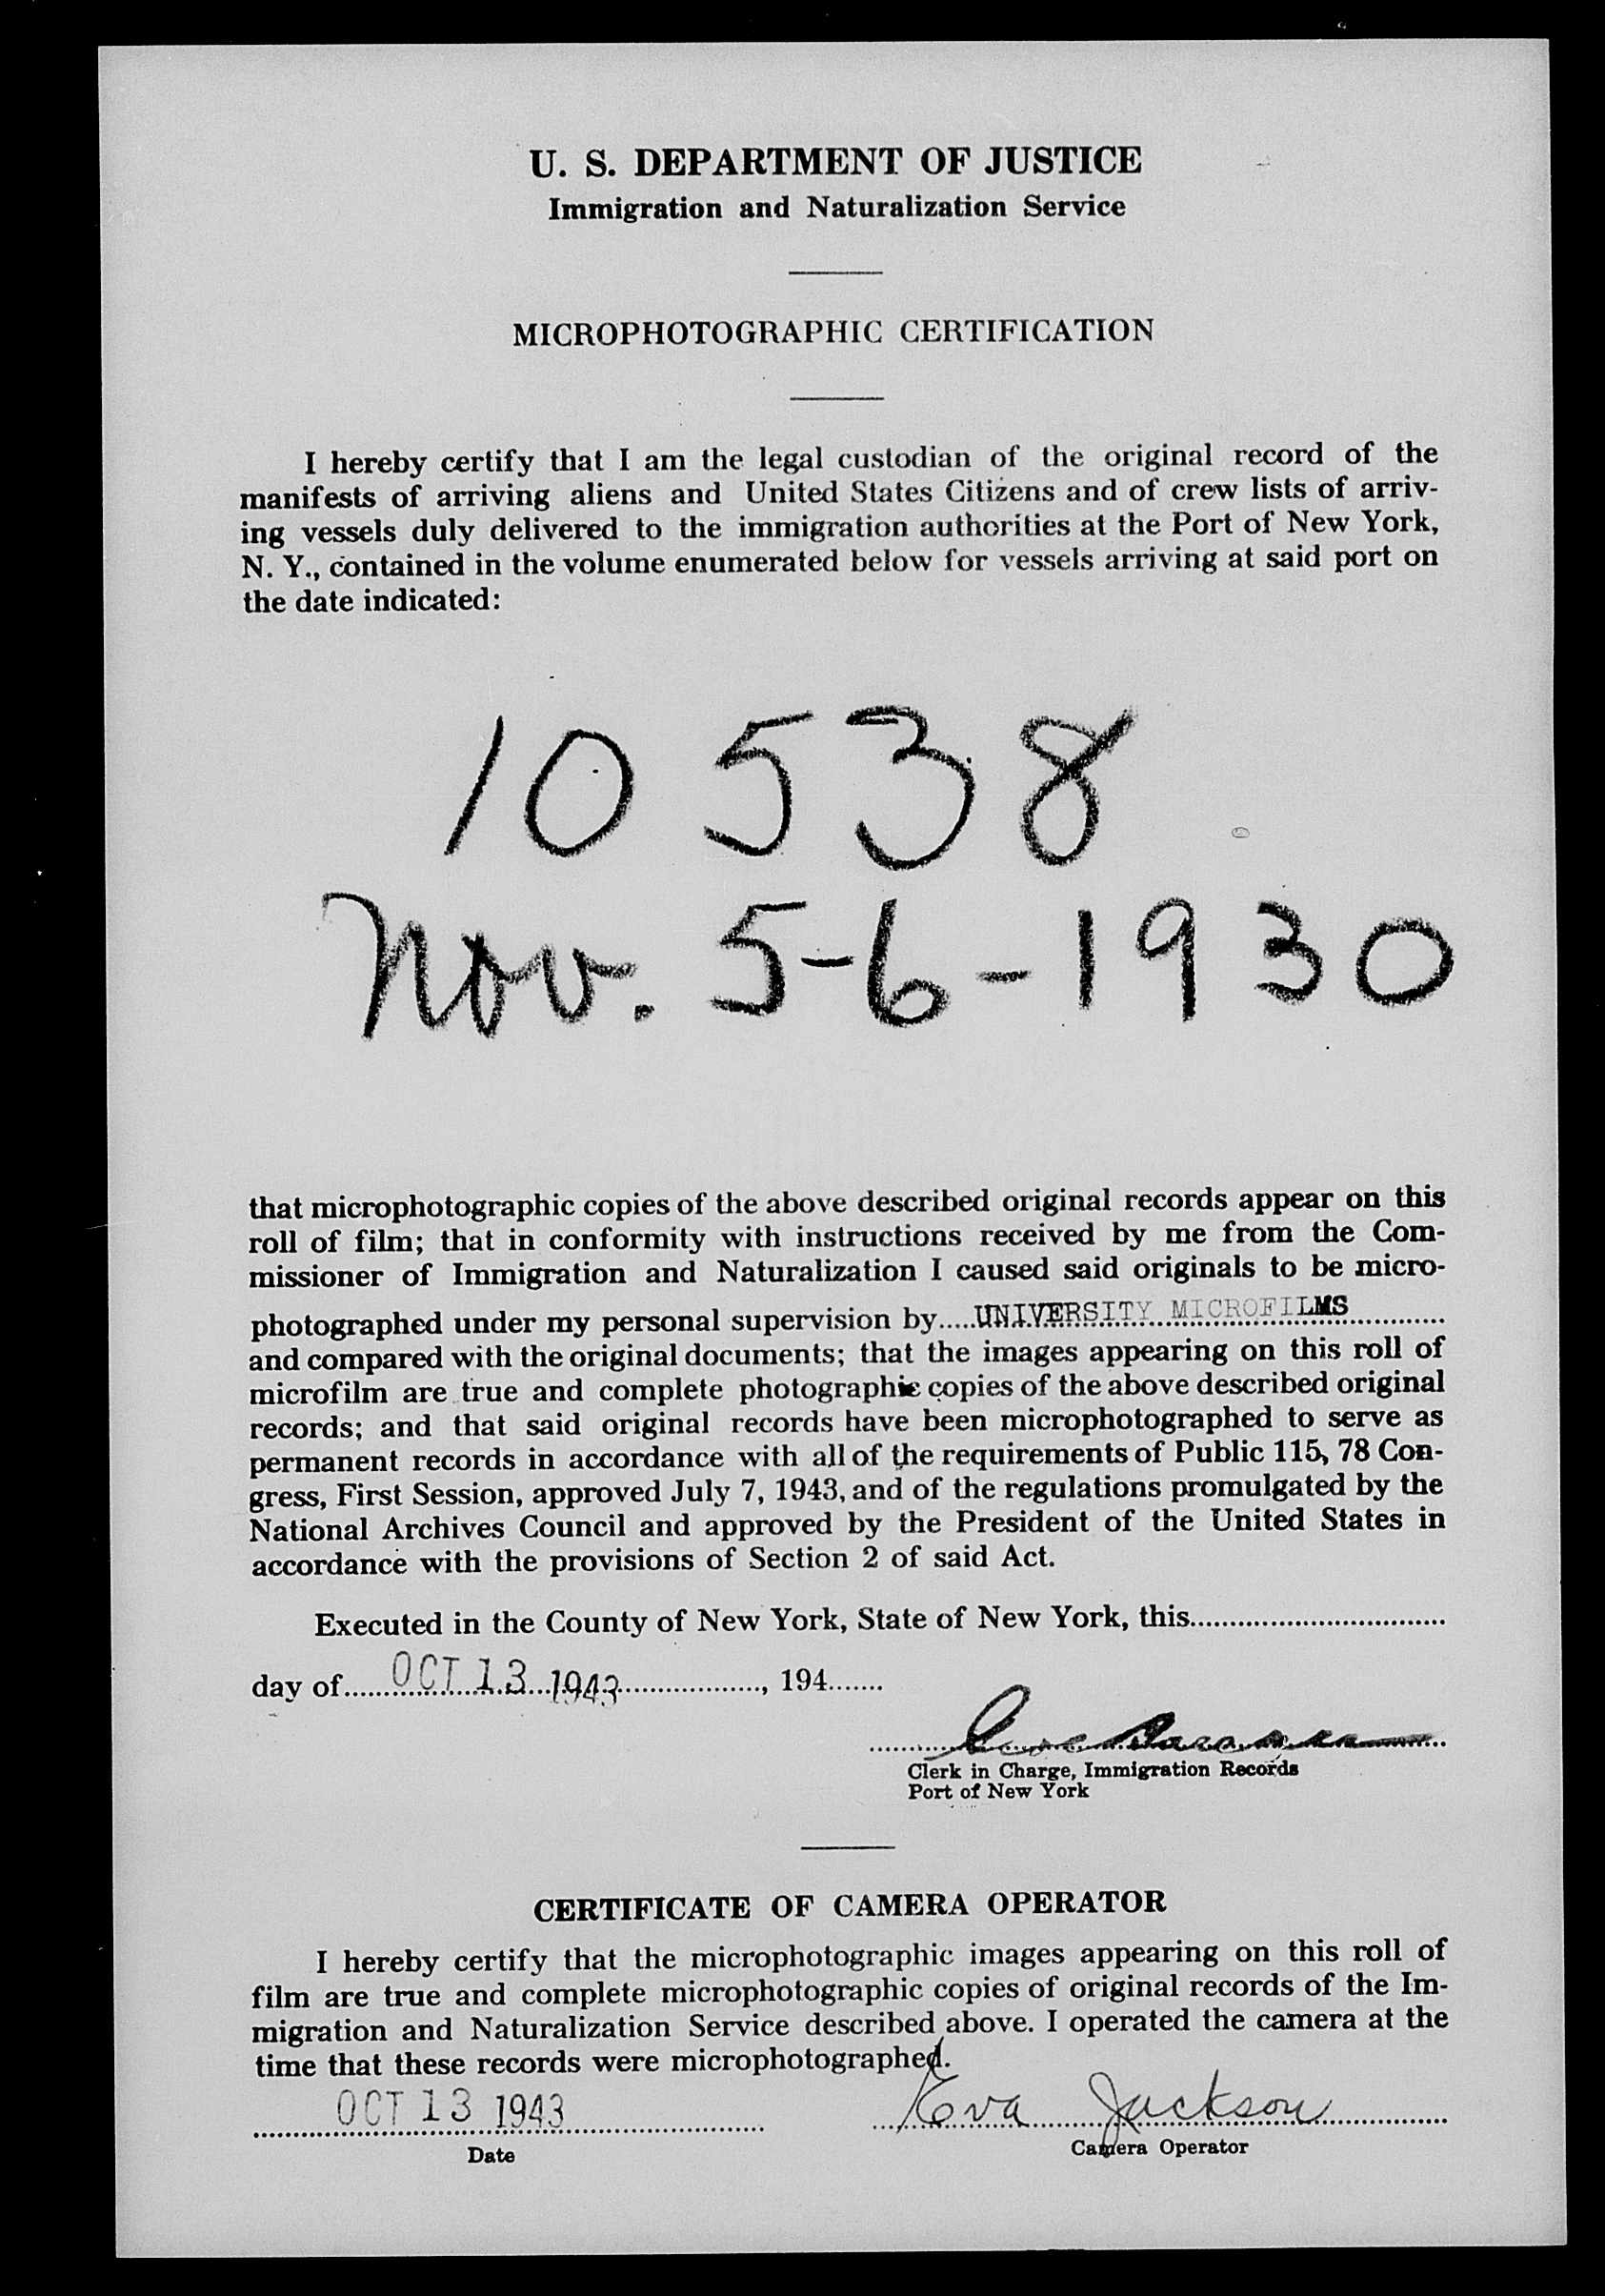 U. S. DEPARTMENT OF JUSTICE
Immigration and Naturalization Service
MICROPHOTOGRAPHIC CERTIFICATION
I hereby certify that I am the legal custodian of the original record of the
manifests of arriving aliens and United States Citizens and of crew lists of arriv-
ing vessels duly delivered to the immigration authorities at the Port of New York,
N. Y., contained in the volume enumerated below for vessels arriving at said port on
the date indicated:
10 538
Nov. 5-6-1930
that microphotographic copies of the above described original records appear on this
roll of film; that in conformity with instructions received by me from the Com-
missioner of Immigration and Naturalization I caused said originals to be micro-
photographed under my personal supervision by.....UNIVERSITY MICROFILMS
and compared with the original documents; that the images appearing on this roll of
microfilm are true and complete photographic copies of the above described original
records; and that said original records have been microphotographed to serve as
permanent records in accordance with all of the requirements of Public 115, 78 Con-
gress, First Session, approved July 7, 1943, and of the regulations promulgated by the
National Archives Council and approved by the President of the United States in
accordance with the provisions of Section 2 of said Act.
Executed in the County of New York, State of New York, this
day of OCT 13 1943, 194
Clerk in Charge, Immigration Records
Port of New York
CERTIFICATE OF CAMERA OPERATOR
I hereby certify that the microphotographic images appearing on this roll of
film are true and complete microphotographic copies of original records of the Im-
migration and Naturalization Service described above. I operated the camera at the
time that these records were microphotographed.
OCT 13 1943 Eva Jackson
Date Camera Operator